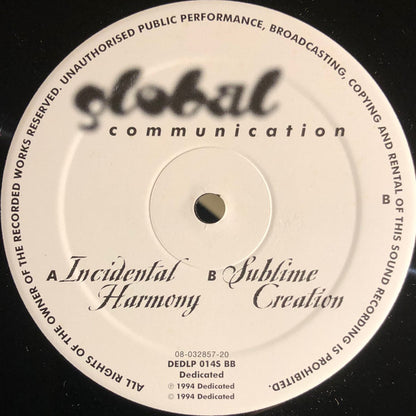 ALL RIGHTS OF THE OWNER OF THE RECORDED WORKS RESERVED. UNAUTHORISED PUBLIC PERFORMANCE, BROADCASTING, COPYING AND RENTAL OF THIS SOUND RECORDING IS PROHIBITED.
global
communication
B
A Incidental Harmony
B Sublime Creation
08-032857-20
DEDLP 014S BB
Dedicated
℗ 1994 Dedicated
© 1994 Dedicated